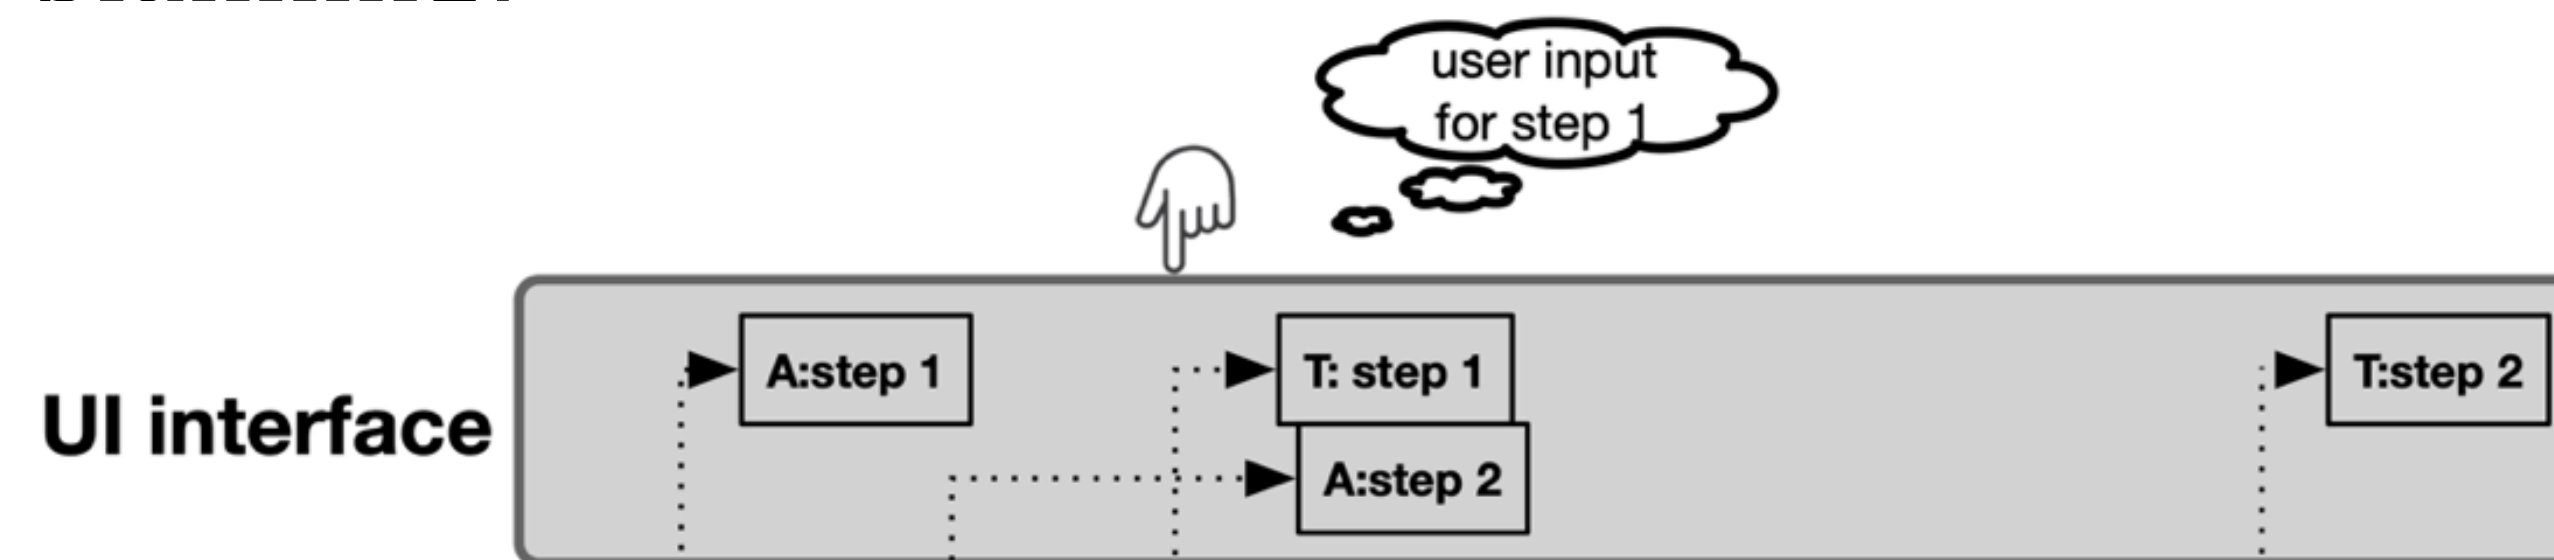 user input
for step 1
A:step 1
T: step 1
T:step 2
UI interface
A:step 2